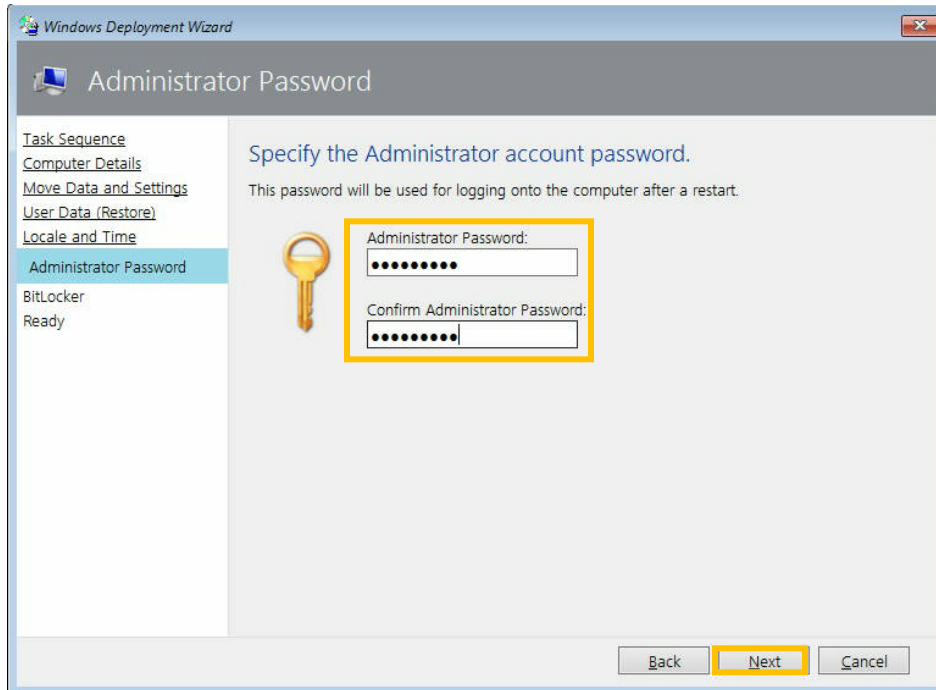 Windows Deployment Wizard
Administrator Password
Task Sequence
Computer Details
Move Data and Settings
User Data (Restore)
Locale and Time
Administrator Password
BitLocker
Ready
Specify the Administrator account password.
This password will be used for logging onto the computer after a restart.
Administrator Password:
●●●●●●●●●
Confirm Administrator Password:
●●●●●●●●●
Back
Next
Cancel